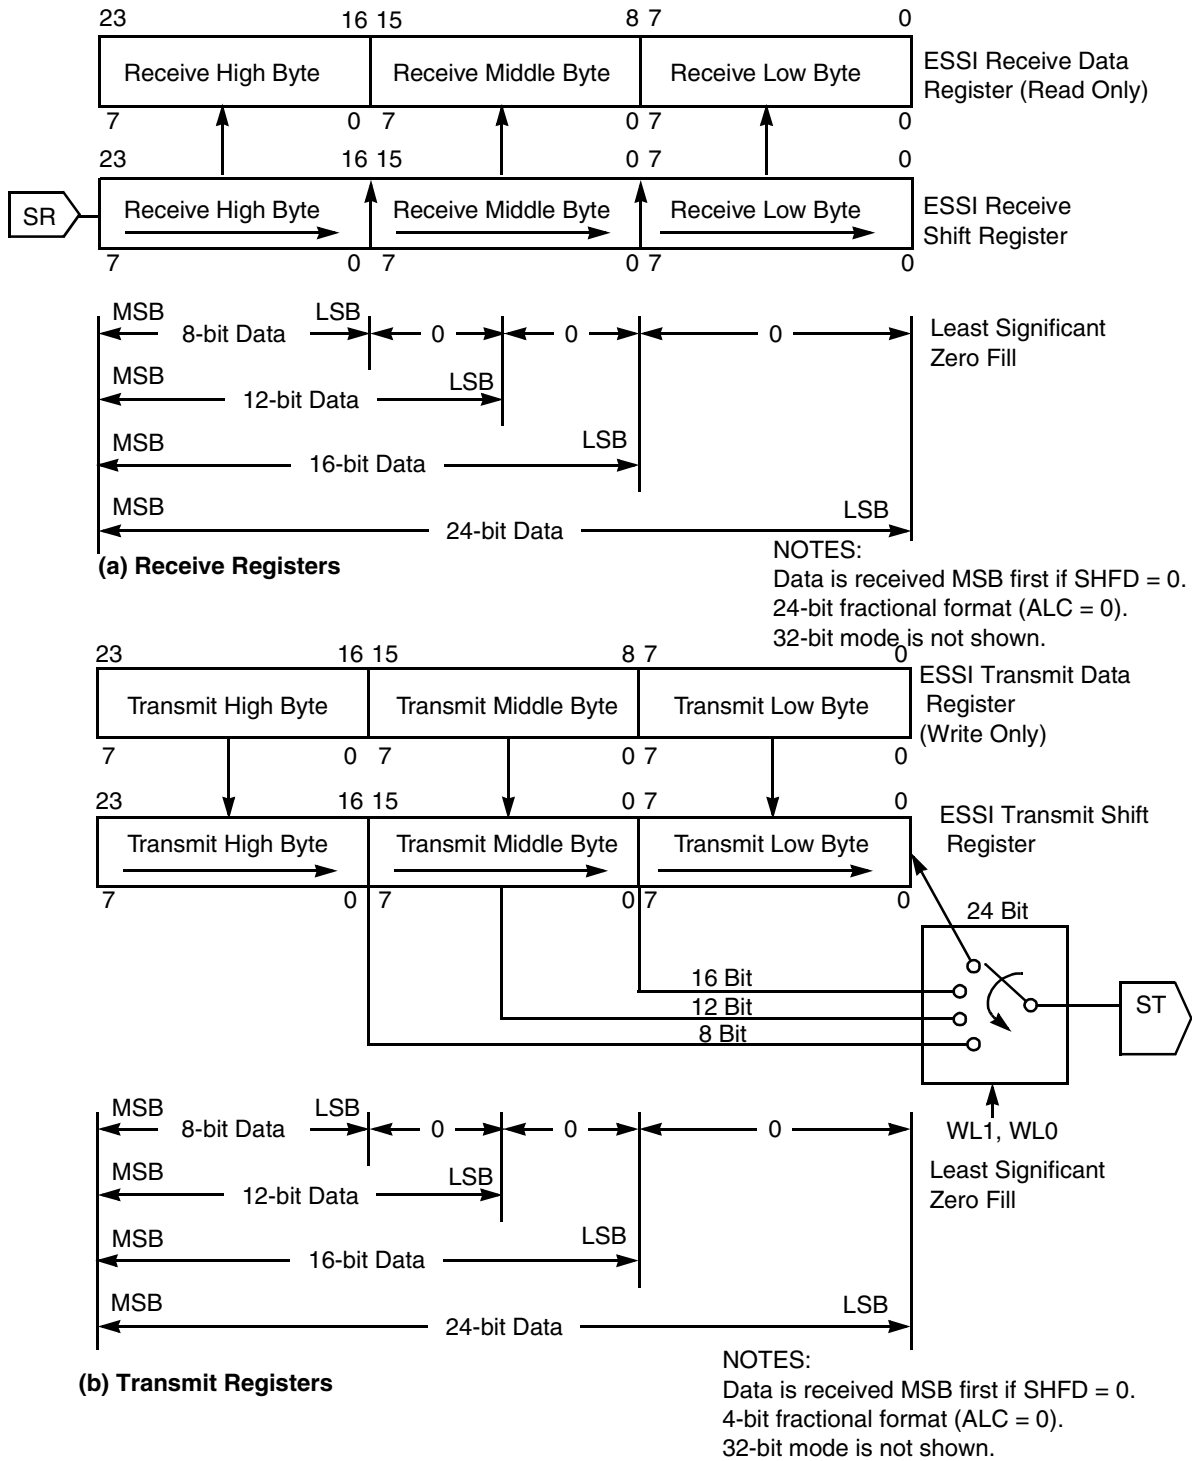 23 16 15 8 7 0
Receive High Byte Receive Middle Byte Receive Low Byte
ESSI Receive Data
Register (Read Only)
7 0 7 0 7 0
23 16 15 0 7 0
SR
Receive High Byte Receive Middle Byte Receive Low Byte
ESSI Receive
Shift Register
7 0 7 0 7 0
MSB LSB
8-bit Data 0 0 0
Least Significant
Zero Fill
MSB LSB
12-bit Data
MSB LSB
16-bit Data
MSB LSB
24-bit Data
(a) Receive Registers
NOTES:
Data is received MSB first if SHFD = 0.
24-bit fractional format (ALC = 0).
32-bit mode is not shown.
23 16 15 8 7 0
Transmit High Byte Transmit Middle Byte Transmit Low Byte
ESSI Transmit Data
Register
(Write Only)
7 0 7 0 7 0
23 16 15 0 7 0
Transmit High Byte Transmit Middle Byte Transmit Low Byte
ESSI Transmit Shift
Register
7 0 7 0 7 0
24 Bit
16 Bit
12 Bit
8 Bit
ST
WL1, WL0
MSB LSB
8-bit Data 0 0 0
Least Significant
Zero Fill
MSB LSB
12-bit Data
MSB LSB
16-bit Data
MSB LSB
24-bit Data
(b) Transmit Registers
NOTES:
Data is received MSB first if SHFD = 0.
4-bit fractional format (ALC = 0).
32-bit mode is not shown.